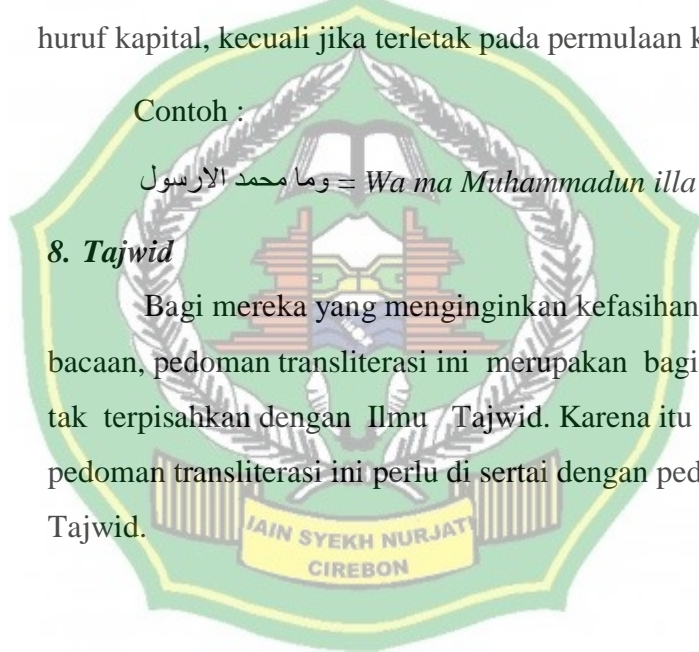 huruf kapital, kecuali jika terletak pada permulaan k
Contoh :
وما محمد الارسول = Wa ma Muhammadun illa
8. Tajwid
Bagi mereka yang menginginkan kefasihan
bacaan, pedoman transliterasi ini merupakan bagi
tak terpisahkan dengan Ilmu Tajwid. Karena itu
pedoman transliterasi ini perlu di sertai dengan ped
Tajwid.
IAIN SYEKH NURJATI
CIREBON